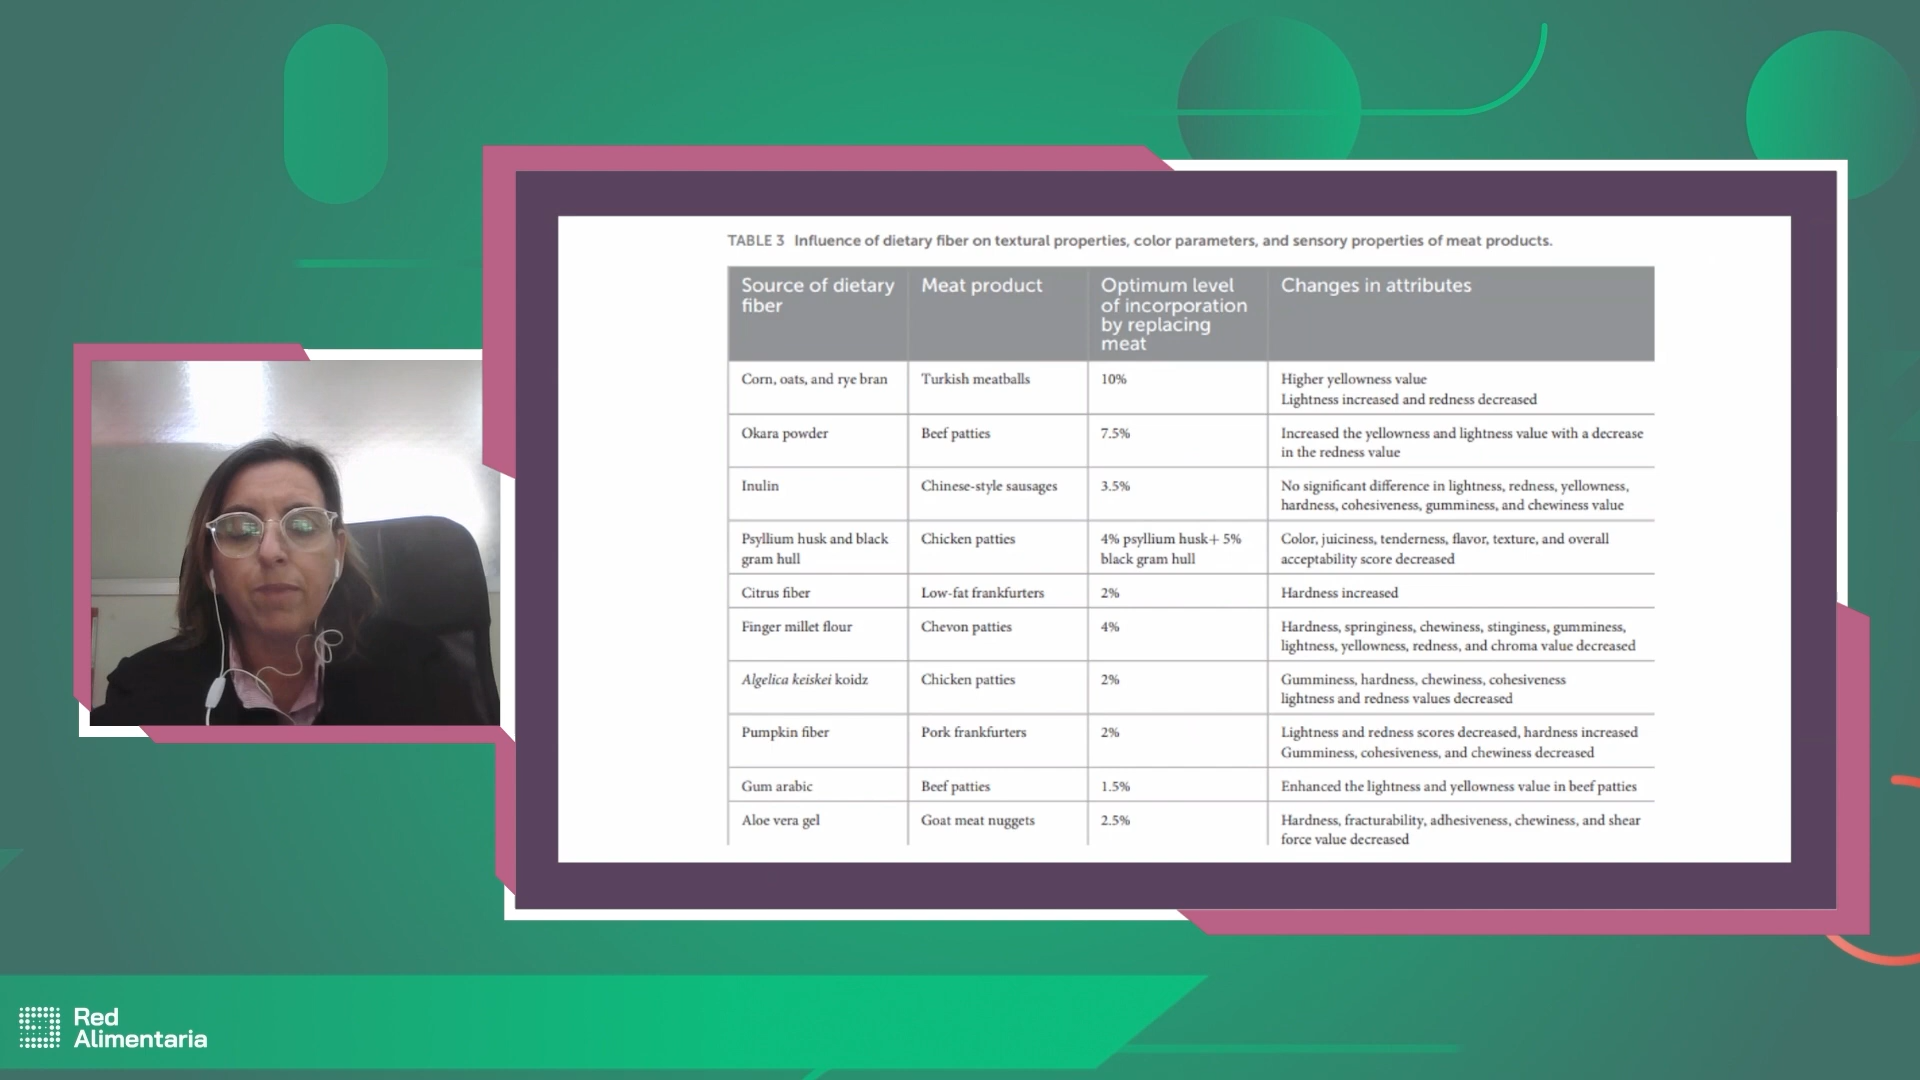 TABLE 3 Influence of dietary fiber on textural properties, color parameters, and sensory properties of meat products.
Source of dietary
fiber
Meat product
Optimum level
of incorporation
by replacing
meat
Changes in attributes
Corn, oats, and rye bran
Turkish meatballs
10%
Higher yellowness value
Lightness increased and redness decreased
Okara powder
Beef patties
7.5%
Increased the yellowness and lightness value with a decrease
in the redness value
Inulin
Chinese-style sausages
3.5%
No significant difference in lightness, redness, yellowness,
hardness, cohesiveness, gumminess, and chewiness value
Psyllium husk and black
gram hull
Chicken patties
4% psyllium husk+ 5%
black gram hull
Color, juiciness, tenderness, flavor, texture, and overall
acceptability score decreased
Citrus fiber
Low-fat frankfurters
2%
Hardness increased
Finger millet flour
Chevon patties
4%
Hardness, springiness, chewiness, stinginess, gumminess,
lightness, yellowness, redness, and chroma value decreased
Algelica keiskei koidz
Chicken patties
2%
Gumminess, hardness, chewiness, cohesiveness
lightness and redness values decreased
Pumpkin fiber
Pork frankfurters
2%
Lightness and redness scores decreased, hardness increased
Gumminess, cohesiveness, and chewiness decreased
Gum arabic
Beef patties
1.5%
Enhanced the lightness and yellowness value in beef patties
Aloe vera gel
Goat meat nuggets
2.5%
Hardness, fracturability, adhesiveness, chewiness, and shear
force value decreased
Red
Alimentaria